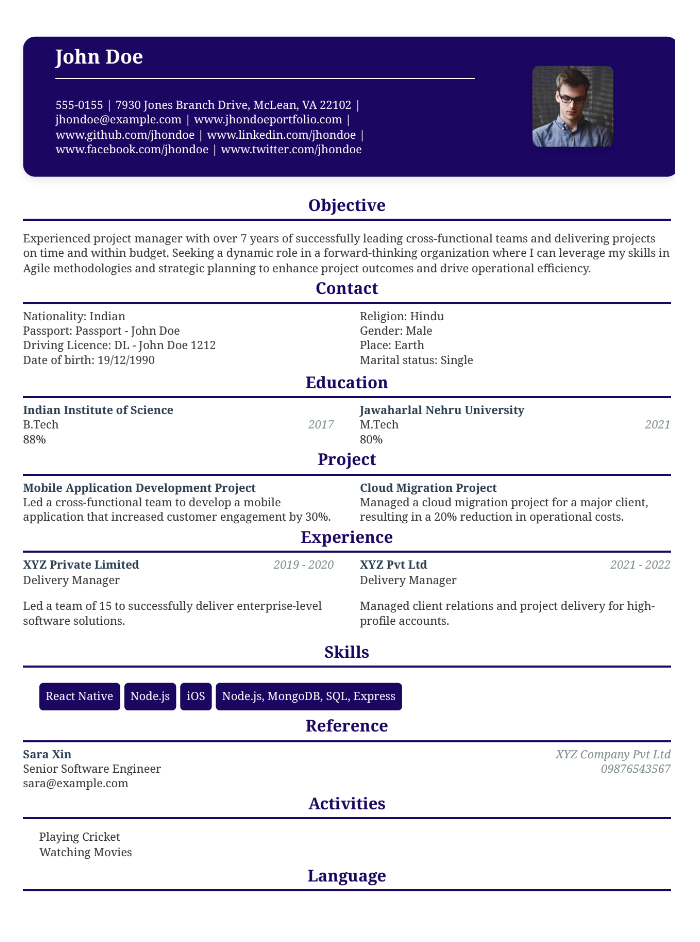 John Doe
555-0155 | 7930 Jones Branch Drive, McLean, VA 22102 |
jhondoe@example.com | www.jhondoeportfolio.com |
www.github.com/jhondoe | www.linkedin.com/jhondoe |
www.facebook.com/jhondoe | www.twitter.com/jhondoe
Objective
Experienced project manager with over 7 years of successfully leading cross-functional teams and delivering projects
on time and within budget. Seeking a dynamic role in a forward-thinking organization where I can leverage my skills in
Agile methodologies and strategic planning to enhance project outcomes and drive operational efficiency.
Contact
Nationality: Indian
Passport: Passport - John Doe
Driving Licence: DL - John Doe 1212
Date of birth: 19/12/1990
Religion: Hindu
Gender: Male
Place: Earth
Marital status: Single
Education
Indian Institute of Science
B.Tech 2017
88%
Jawaharlal Nehru University
M.Tech 2021
80%
Project
Mobile Application Development Project
Led a cross-functional team to develop a mobile
application that increased customer engagement by 30%.
Cloud Migration Project
Managed a cloud migration project for a major client,
resulting in a 20% reduction in operational costs.
Experience
XYZ Private Limited 2019 - 2020
Delivery Manager
Led a team of 15 to successfully deliver enterprise-level
software solutions.
XYZ Pvt Ltd 2021 - 2022
Delivery Manager
Managed client relations and project delivery for high-
profile accounts.
Skills
React Native Node.js iOS Node.js, MongoDB, SQL, Express
Reference
Sara Xin XYZ Company Pvt Ltd
Senior Software Engineer 09876543567
sara@example.com
Activities
Playing Cricket
Watching Movies
Language